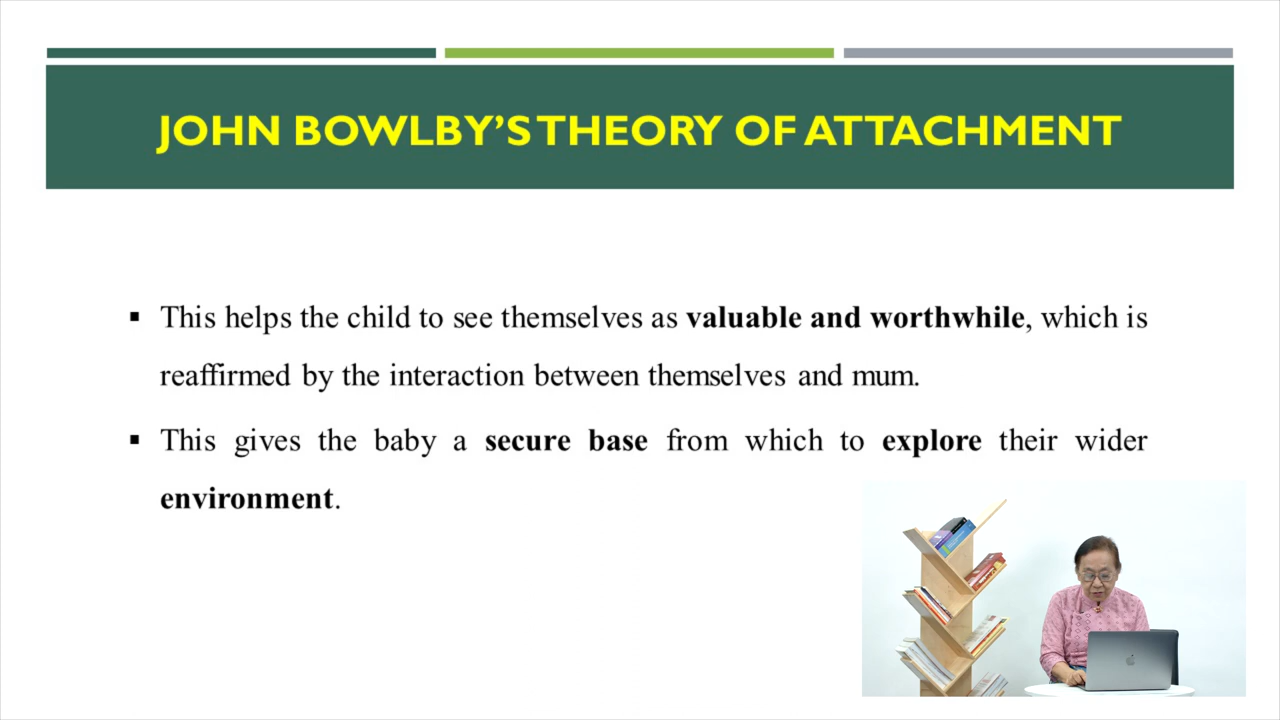 JOHN BOWLBY'S THEORY OF ATTACHMENT
▪ This helps the child to see themselves as valuable and worthwhile, which is
reaffirmed by the interaction between themselves and mum.
▪ This gives the baby a secure base from which to explore their wider
environment.